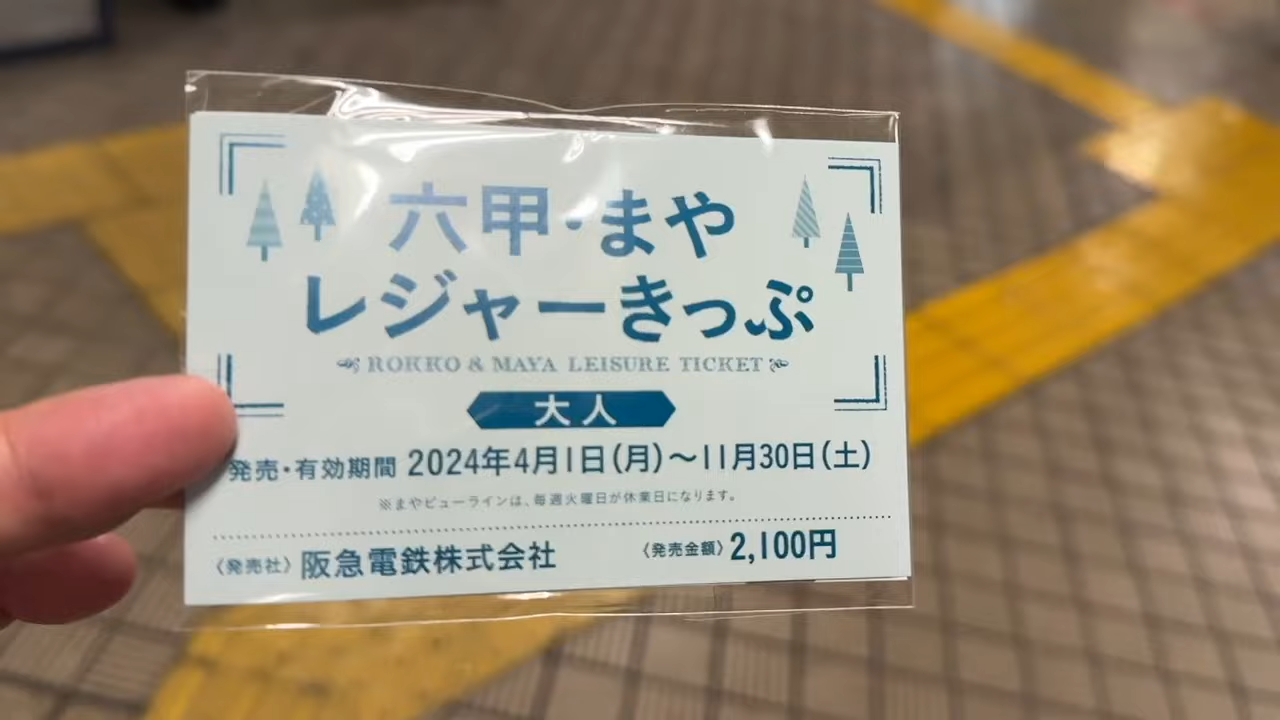 六甲・まや
レジャーきっぷ
ROKKO & MAYA LEISURE TICKET
大人
発売・有効期間 2024年4月1日(月)〜11月30日(土)
※まやビューラインは、毎週火曜日が休業日になります。
〈発売社〉阪急電鉄株式会社 〈発売金額〉2,100円